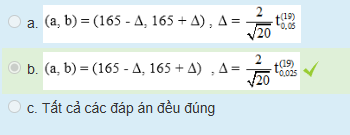 a. (a, b) = (165 - Δ, 165 + Δ) , Δ = 2/√20 t_{0,05}^{(19)}
b. (a, b) = (165 - Δ, 165 + Δ) , Δ = 2/√20 t_{0,025}^{(19)} ✓
c. Tất cả các đáp án đều đúng